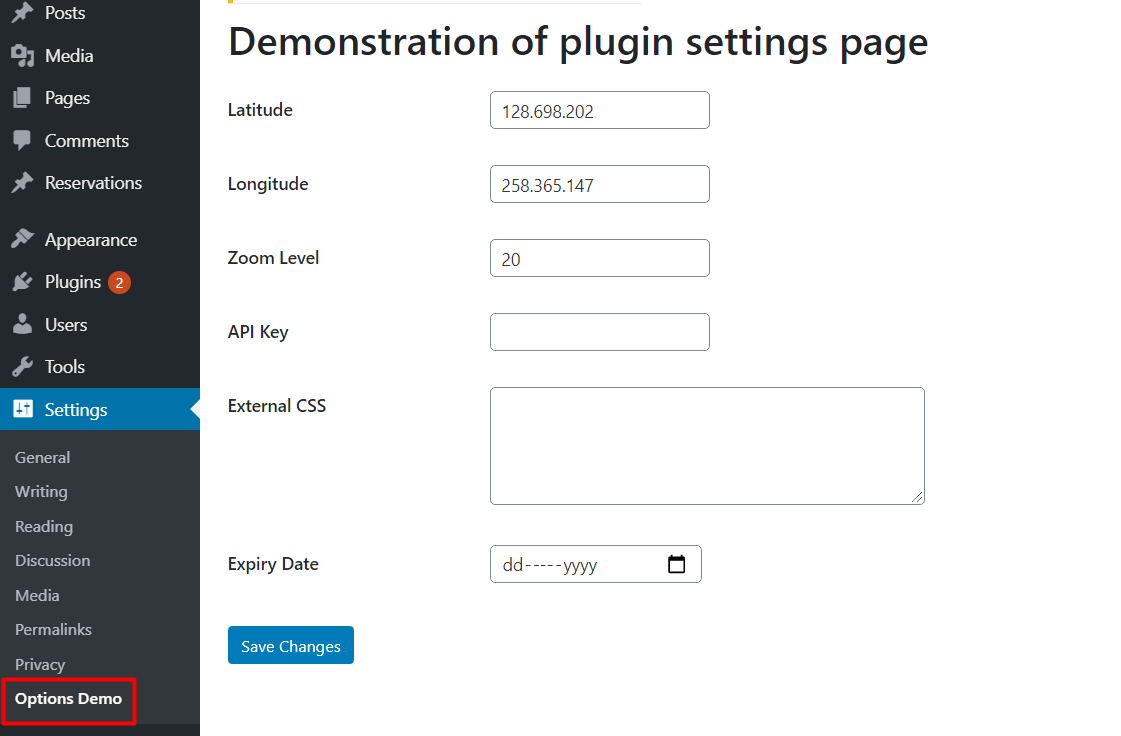 Posts
Media
Pages
Comments
Reservations
Appearance
Plugins 2
Users
Tools
Settings
General
Writing
Reading
Discussion
Media
Permalinks
Privacy
Options Demo
Demonstration of plugin settings page
Latitude 128.698.202
Longitude 258.365.147
Zoom Level 20
API Key
External CSS
Expiry Date dd-----yyyy
Save Changes